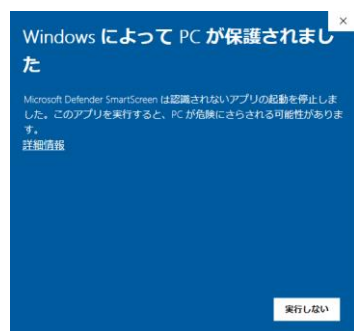 Windows によって PC が保護されまし
た
Microsoft Defender SmartScreen は認識されないアプリの起動を停止しま
した。このアプリを実行すると、PC が危険にさらされる可能性がありま
す。
詳細情報
実行しない